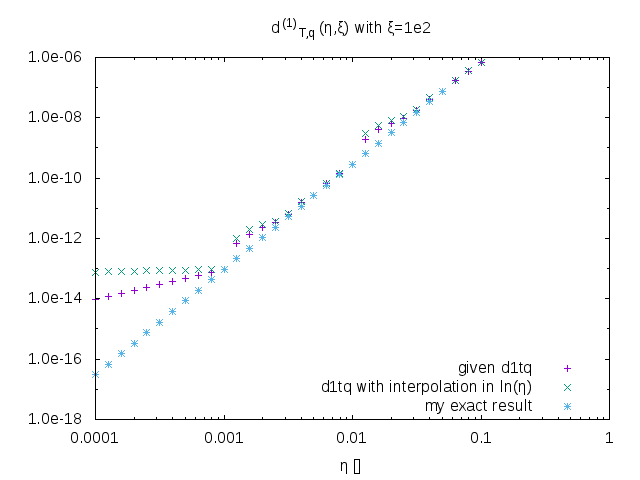 d(1)T,q (η,ξ) with ξ=1e2
1.0e-06
1.0e-08
1.0e-10
1.0e-12
1.0e-14
1.0e-16
1.0e-18
given d1tq
d1tq with interpolation in ln(η)
my exact result
0.0001 0.001 0.01 0.1 1
η []